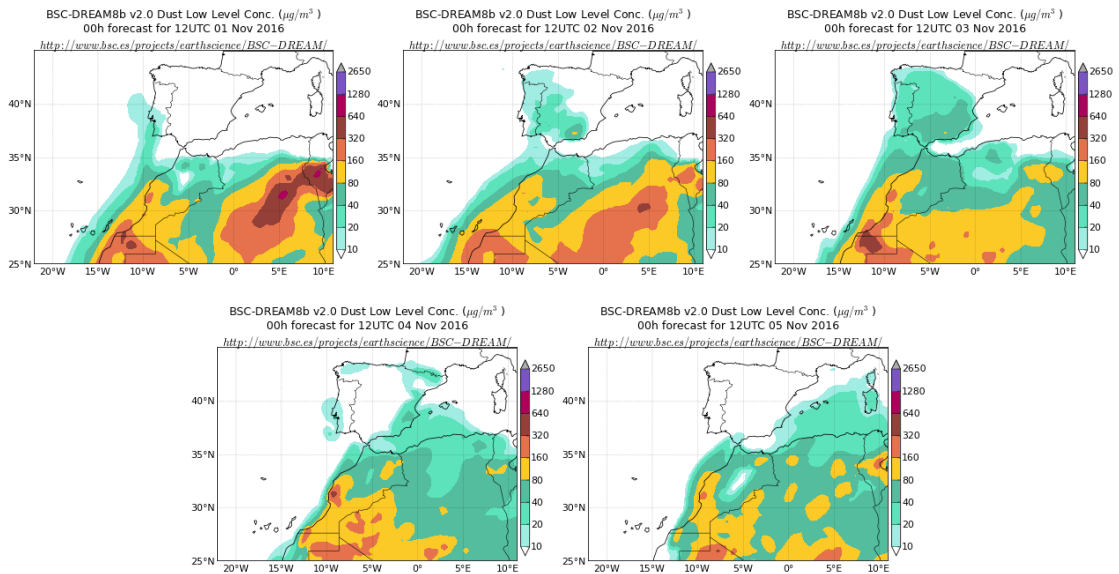 BSC-DREAM8b v2.0 Dust Low Level Conc. (μg/m³ )
00h forecast for 12UTC 01 Nov 2016
http://www.bsc.es/projects/earthscience/BSC−DREAM/
40°N
35°N
30°N
25°N
20°W 15°W 10°W 5°W 0° 5°E 10°E
2650
1280
640
320
160
80
40
20
10
BSC-DREAM8b v2.0 Dust Low Level Conc. (μg/m³ )
00h forecast for 12UTC 02 Nov 2016
http://www.bsc.es/projects/earthscience/BSC−DREAM/
40°N
35°N
30°N
25°N
20°W 15°W 10°W 5°W 0° 5°E 10°E
2650
1280
640
320
160
80
40
20
10
BSC-DREAM8b v2.0 Dust Low Level Conc. (μg/m³ )
00h forecast for 12UTC 03 Nov 2016
http://www.bsc.es/projects/earthscience/BSC−DREAM/
40°N
35°N
30°N
25°N
20°W 15°W 10°W 5°W 0° 5°E 10°E
2650
1280
640
320
160
80
40
20
10
BSC-DREAM8b v2.0 Dust Low Level Conc. (μg/m³ )
00h forecast for 12UTC 04 Nov 2016
http://www.bsc.es/projects/earthscience/BSC−DREAM/
40°N
35°N
30°N
25°N
20°W 15°W 10°W 5°W 0° 5°E 10°E
2650
1280
640
320
160
80
40
20
10
BSC-DREAM8b v2.0 Dust Low Level Conc. (μg/m³ )
00h forecast for 12UTC 05 Nov 2016
http://www.bsc.es/projects/earthscience/BSC−DREAM/
40°N
35°N
30°N
25°N
20°W 15°W 10°W 5°W 0° 5°E 10°E
2650
1280
640
320
160
80
40
20
10